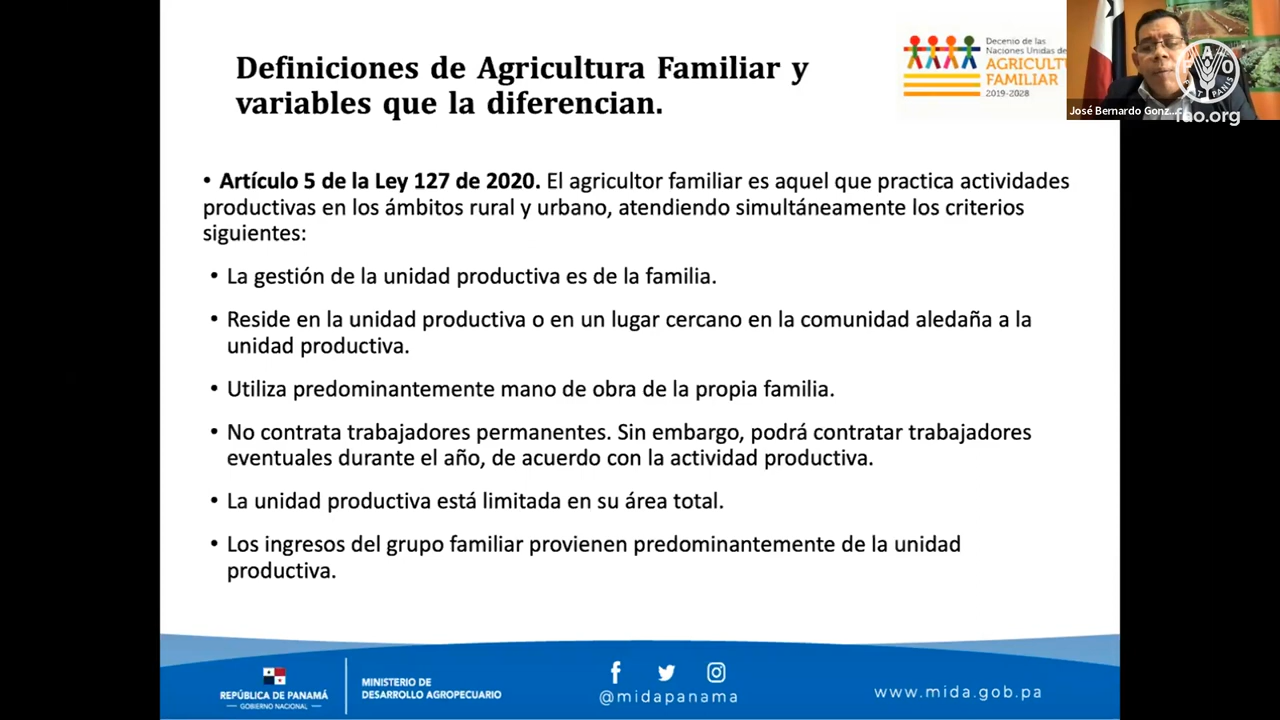 Definiciones de Agricultura Familiar y
variables que la diferencian.
Decenio de las
Naciones Unidas de
AGRICULTU
FAMILIAR
2019-2028
José Bernardo Gonz...
FAO
FIAT PANIS
fao.org
• Artículo 5 de la Ley 127 de 2020. El agricultor familiar es aquel que practica actividades
productivas en los ámbitos rural y urbano, atendiendo simultáneamente los criterios
siguientes:
• La gestión de la unidad productiva es de la familia.
• Reside en la unidad productiva o en un lugar cercano en la comunidad aledaña a la
unidad productiva.
• Utiliza predominantemente mano de obra de la propia familia.
• No contrata trabajadores permanentes. Sin embargo, podrá contratar trabajadores
eventuales durante el año, de acuerdo con la actividad productiva.
• La unidad productiva está limitada en su área total.
• Los ingresos del grupo familiar provienen predominantemente de la unidad
productiva.
REPÚBLICA DE PANAMÁ
— GOBIERNO NACIONAL —
MINISTERIO DE
DESARROLLO AGROPECUARIO
@midapanama
www.mida.gob.pa